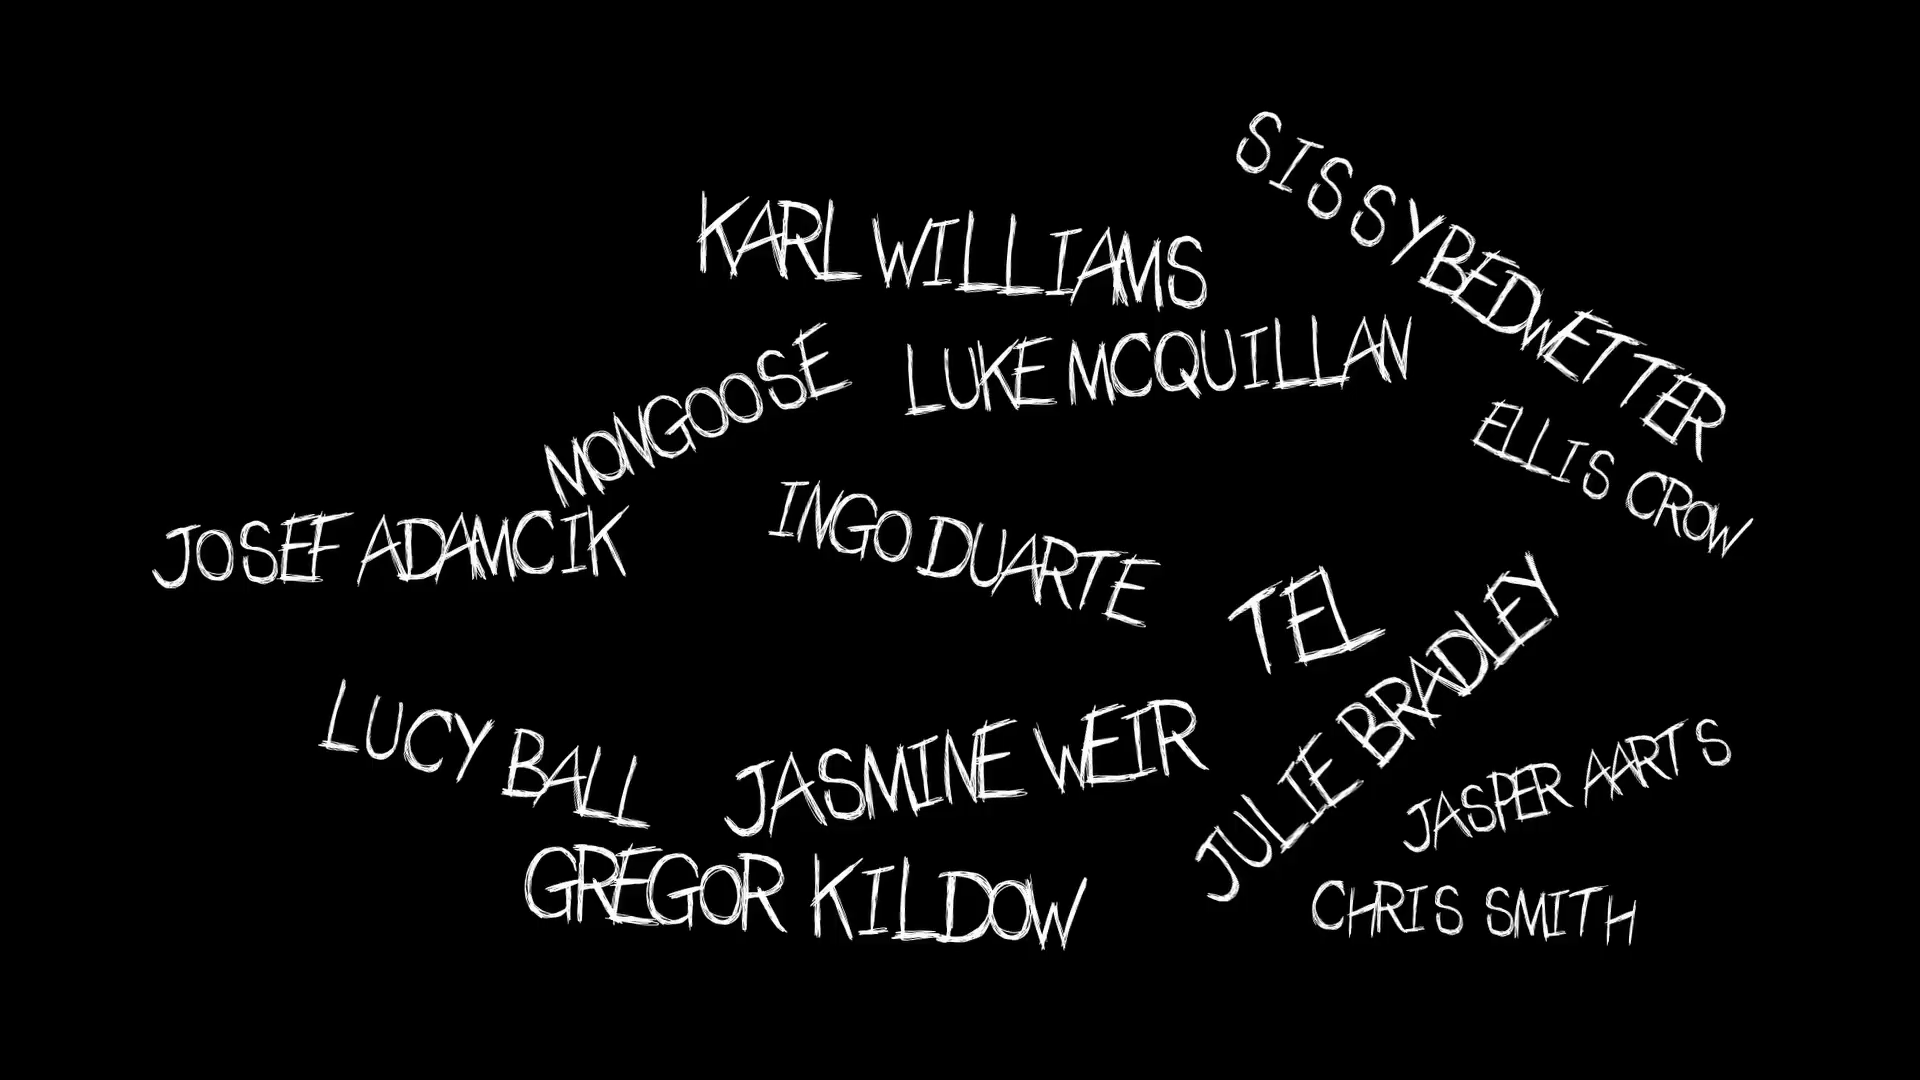 SISSYBEDWETTER
KARL WILLIAMS
LUKE MCQUILLAN
MONGOOSE
ELLIS CROW
JOSEF ADAMCIK
INGO DUARTE
TEL
JULIE BRADLEY
LUCY BALL
JASMINE WEIR
JASPER AARTS
GREGOR KILDOW
CHRIS SMITH